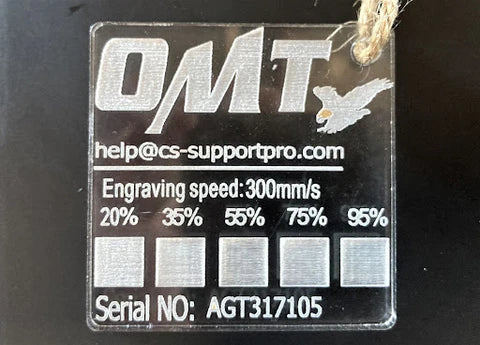 OMT
help@cs-supportpro.com
Engraving speed:300mm/s
20% 35% 55% 75% 95%
Serial NO: AGT317105